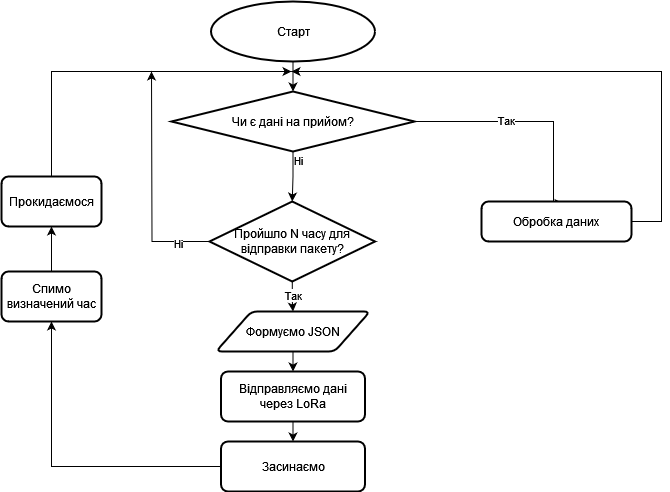 Старт
Чи є дані на прийом?
Так
Ні
Прокидаємося
Обробка даних
Пройшло N часу для
відправки пакету?
Ні
Спимо
визначений час
Так
Формуємо JSON
Відправляємо дані
через LoRa
Засинаємо